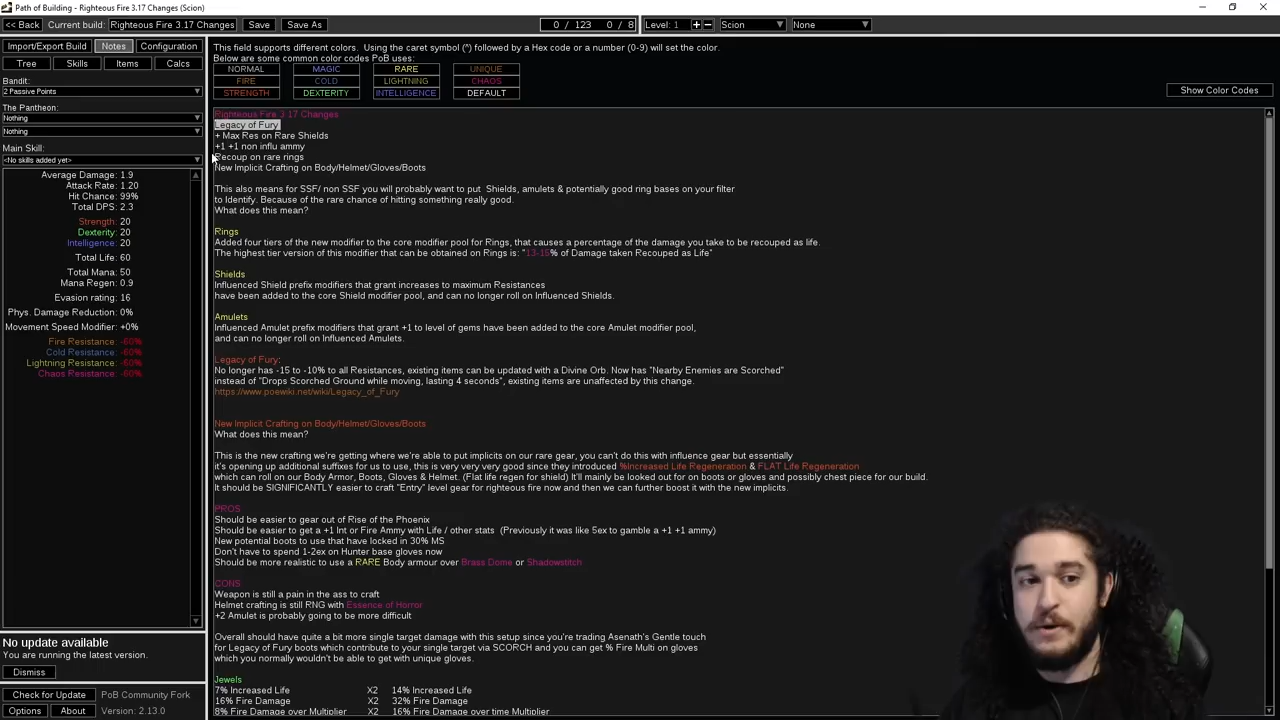 Path of Building - Righteous Fire 3.17 Changes (Scion)
<< Back Current build: Righteous Fire 3.17 Changes Save Save As 0 / 123 0 / 8 Level: 1 + - Scion None
Import/Export Build Notes Configuration
Tree Skills Items Calcs
Bandit:
2 Passive Points
The Pantheon:
Nothing
Nothing
Main Skill:
<No skills added yet>
Average Damage: 1.9
Attack Rate: 1.20
Hit Chance: 99%
Total DPS: 2.3
Strength: 20
Dexterity: 20
Intelligence: 20
Total Life: 60
Total Mana: 50
Mana Regen: 0.9
Evasion rating: 16
Phys. Damage Reduction: 0%
Movement Speed Modifier: +0%
Fire Resistance: -60%
Cold Resistance: -60%
Lightning Resistance: -60%
Chaos Resistance: -60%
No update available
You are running the latest version.
Dismiss
Check for Update PoB Community Fork
Options About Version: 2.13.0
This field supports different colors. Using the caret symbol (^) followed by a Hex code or a number (0-9) will set the color.
Below are some common color codes PoB uses:
NORMAL MAGIC RARE UNIQUE
FIRE COLD LIGHTNING CHAOS
STRENGTH DEXTERITY INTELLIGENCE DEFAULT
Show Color Codes
Righteous Fire 3.17 Changes
Legacy of Fury
+ Max Res on Rare Shields
+1 +1 non influ ammy
Recoup on rare rings
New Implicit Crafting on Body/Helmet/Gloves/Boots
This also means for SSF/ non SSF you will probably want to put Shields, amulets & potentially good ring bases on your filter
to Identify. Because of the rare chance of hitting something really good.
What does this mean?
Rings
Added four tiers of the new modifier to the core modifier pool for Rings, that causes a percentage of the damage you take to be recouped as life.
The highest tier version of this modifier that can be obtained on Rings is: "13-15% of Damage taken Recouped as Life"
Shields
Influenced Shield prefix modifiers that grant increases to maximum Resistances
have been added to the core Shield modifier pool, and can no longer roll on Influenced Shields.
Amulets
Influenced Amulet prefix modifiers that grant +1 to level of gems have been added to the core Amulet modifier pool,
and can no longer roll on Influenced Amulets.
Legacy of Fury:
No longer has -15 to -10% to all Resistances, existing items can be updated with a Divine Orb. Now has "Nearby Enemies are Scorched"
instead of "Drops Scorched Ground while moving, lasting 4 seconds", existing items are unaffected by this change.
https://www.poewiki.net/wiki/Legacy_of_Fury
New Implicit Crafting on Body/Helmet/Gloves/Boots
What does this mean?
This is the new crafting we're getting where we're able to put implicits on our rare gear, you can't do this with influence gear but essentially
it's opening up additional suffixes for us to use, this is very very very good since they introduced %Increased Life Regeneration & FLAT Life Regeneration
which can roll on our Body Armor, Boots, Gloves & Helmet. (Flat life regen for shield) It'll mainly be looked out for on boots or gloves and possibly chest piece for our build.
It should be SIGNIFICANTLY easier to craft "Entry" level gear for righteous fire now and then we can further boost it with the new implicits.
PROS
Should be easier to gear out of Rise of the Phoenix
Should be easier to get a +1 Int or Fire Ammy with Life / other stats (Previously it was like 5ex to gamble a +1 +1 ammy)
New potential boots to use that have locked in 30% MS
Don't have to spend 1-2ex on Hunter base gloves now
Should be more realistic to use a RARE Body armour over Brass Dome or Shadowstitch
CONS
Weapon is still a pain in the ass to craft
Helmet crafting is still RNG with Essence of Horror
+2 Amulet is probably going to be more difficult
Overall should have quite a bit more single target damage with this setup since you're trading Asenath's Gentle touch
for Legacy of Fury boots which contribute to your single target via SCORCH and you can get % Fire Multi on gloves
which you normally wouldn't be able to get with unique gloves.
Jewels
7% Increased Life X2 14% Increased Life
16% Fire Damage X2 32% Fire Damage
8% Fire Damage over Multiplier X2 16% Fire Damage over time Multiplier